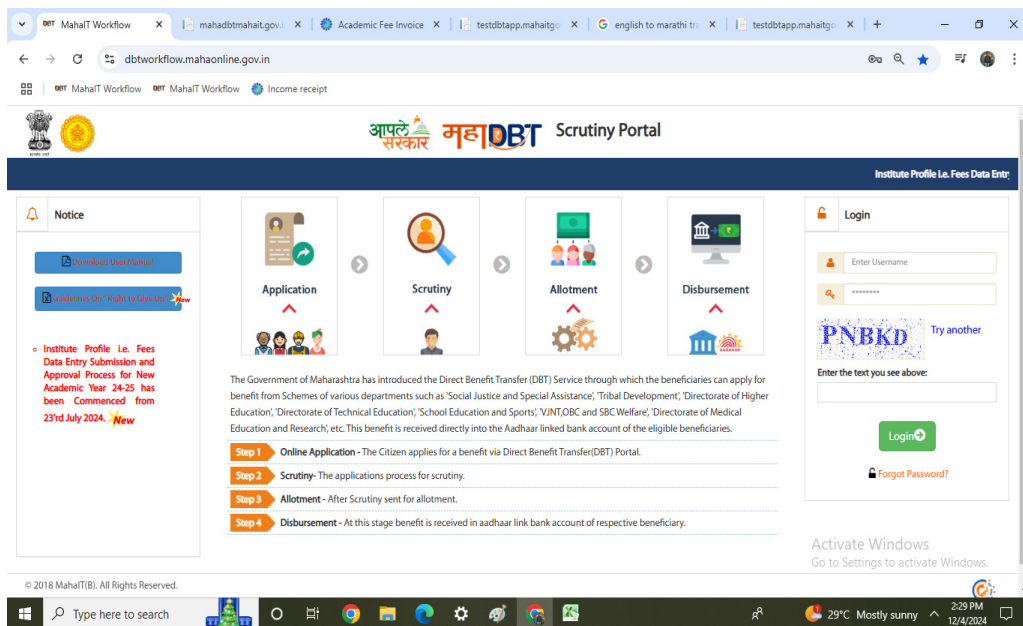 MahaIT Workflow
mahadbtmahait.gov.i
Academic Fee Invoice
testdbtapp.mahaitgo
english to marathi tra
testdbtapp.mahaitgo
dbtworkflow.mahaonline.gov.in
DBT MahaIT Workflow DBT MahaIT Workflow Income receipt
आपले सरकार महाDBT Scrutiny Portal
Institute Profile i.e. Fees Data Entry
Notice
Download User Manual
Guidelines On "Right to Give Up" New
Institute Profile i.e. Fees
Data Entry Submission and
Approval Process for New
Academic Year 24-25 has
been Commenced from
23'rd July 2024. New
Application
Scrutiny
Allotment
Disbursement
AADHAAR
The Government of Maharashtra has introduced the Direct Benefit Transfer (DBT) Service through which the beneficiaries can apply for
benefit from Schemes of various departments such as 'Social Justice and Special Assistance', 'Tribal Development', 'Directorate of Higher
Education', 'Directorate of Technical Education', 'School Education and Sports', 'VJNT,OBC and SBC Welfare', 'Directorate of Medical
Education and Research', etc. This benefit is received directly into the Aadhaar linked bank account of the eligible beneficiaries.
Step 1 Online Application - The Citizen applies for a benefit via Direct Benefit Transfer(DBT) Portal.
Step 2 Scrutiny- The applications process for scrutiny.
Step 3 Allotment - After Scrutiny sent for allotment.
Step 4 Disbursement - At this stage benefit is received in aadhaar link bank account of respective beneficiary.
Login
Enter Username
********
PNBKD Try another
Enter the text you see above:
Login
Forgot Password?
Activate Windows
Go to Settings to activate Windows.
© 2018 MahaIT(B). All Rights Reserved.
Type here to search
29°C Mostly sunny
2:29 PM
12/4/2024